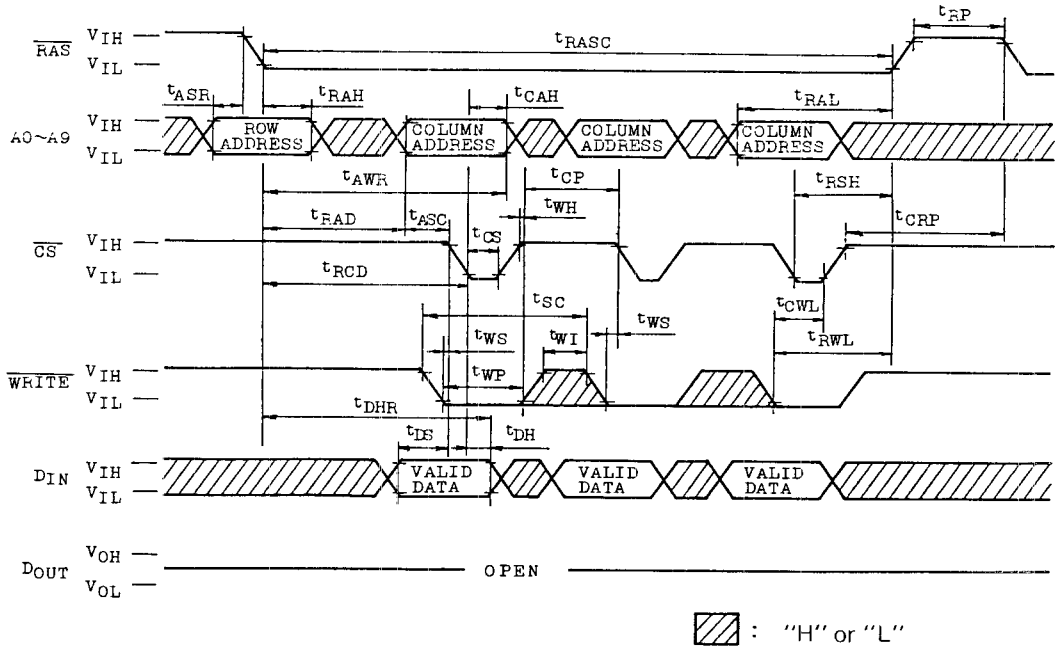 tRP
RAS
VIH
VIL
tRASC
tASR
tRAH
tCAH
tRAL
A0~A9
VIH
VIL
ROW ADDRESS
COLUMN ADDRESS
COLUMN ADDRESS
COLUMN ADDRESS
tAWR
tCP
tRSH
tRAD
tASC
tWH
tCRP
CS
VIH
VIL
tCS
tRCD
tSC
tCWL
tWS
tWI
tWS
tRWL
WRITE
VIH
VIL
tWP
tDHR
tDS
tDH
DIN
VIH
VIL
VALID DATA
VALID DATA
VALID DATA
DOUT
VOH
VOL
OPEN
: "H" or "L"